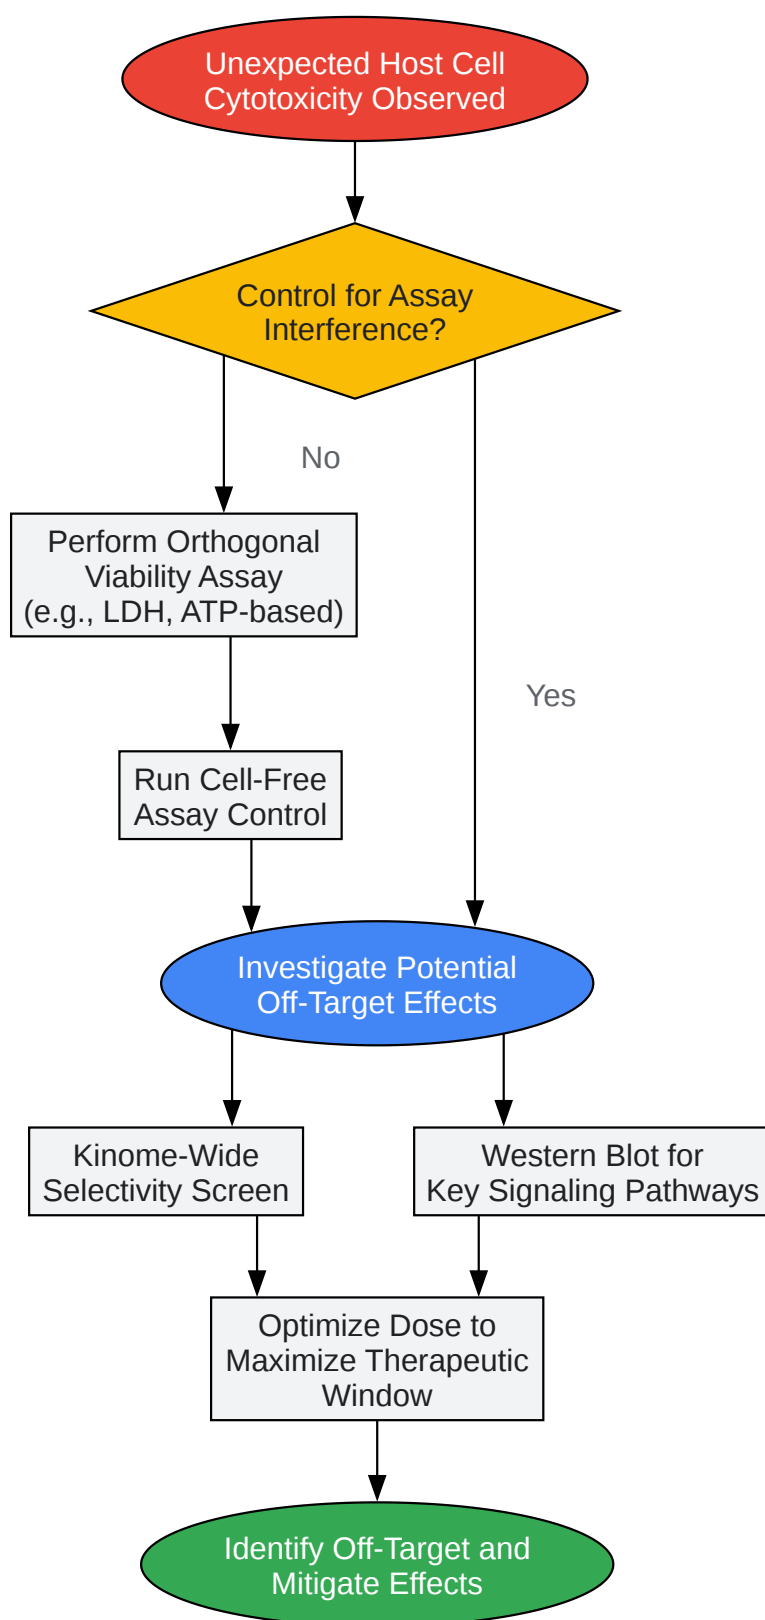 Unexpected Host Cell
Cytotoxicity Observed
Control for Assay
Interference?
No
Perform Orthogonal
Viability Assay
(e.g., LDH, ATP-based)
Yes
Run Cell-Free
Assay Control
Investigate Potential
Off-Target Effects
Kinome-Wide
Selectivity Screen
Western Blot for
Key Signaling Pathways
Optimize Dose to
Maximize Therapeutic
Window
Identify Off-Target and
Mitigate Effects